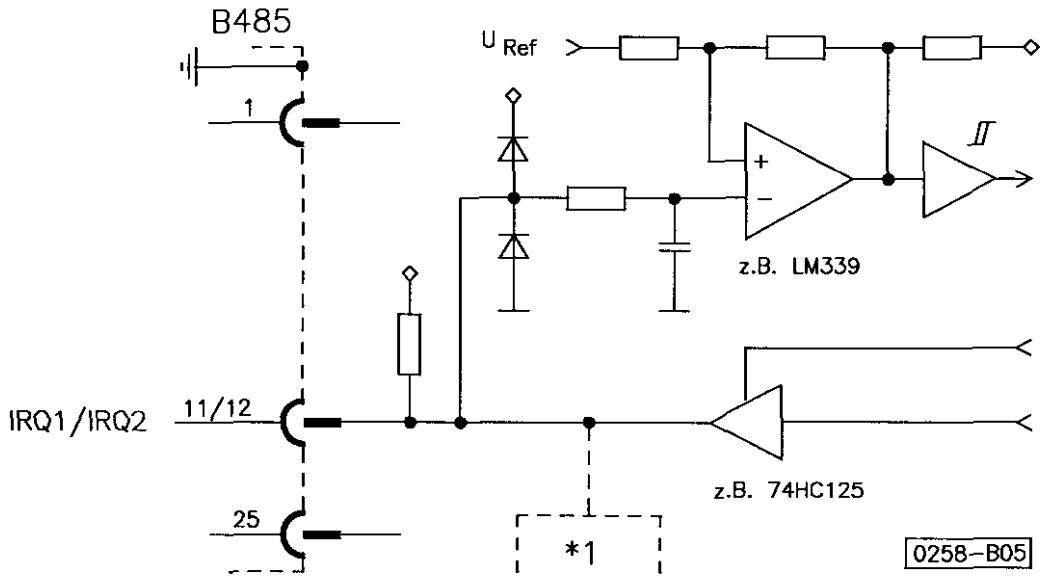 B485
U Ref
1
+
−
z.B. LM339
IRQ1/IRQ2
11/12
z.B. 74HC125
25
*1
0258-B05